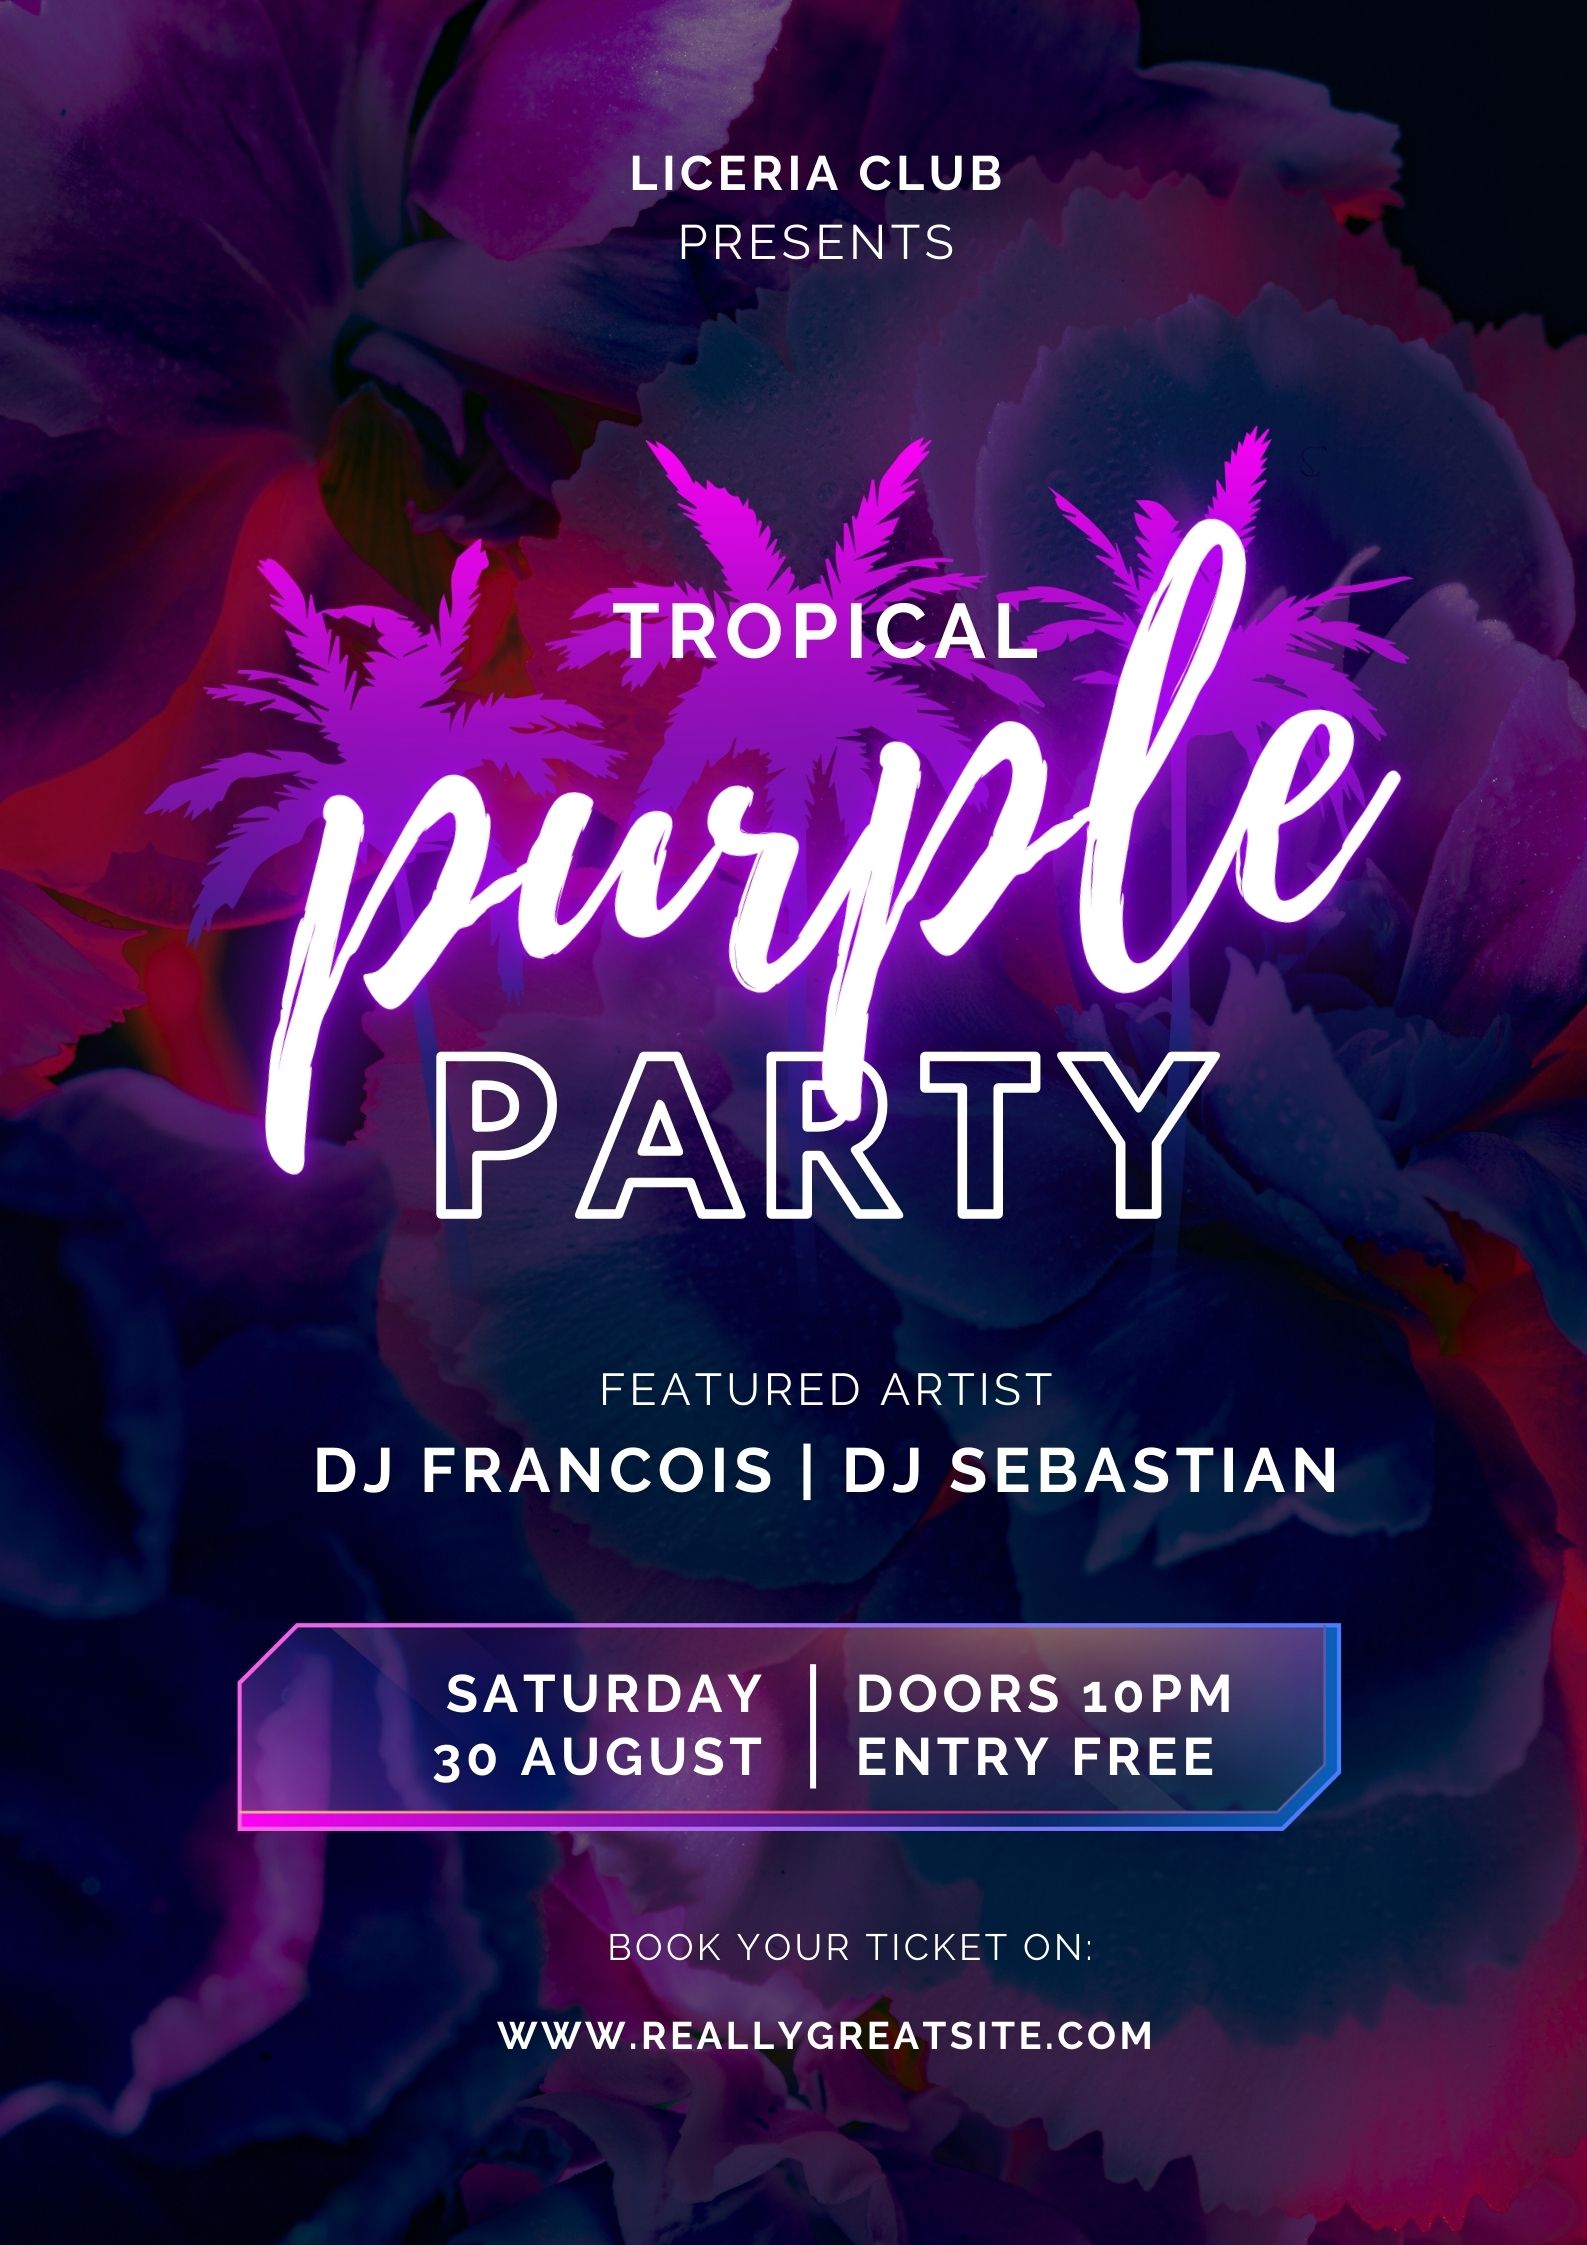 LICERIA CLUB
PRESENTS
TROPICAL
purple
PARTY
FEATURED ARTIST
DJ FRANCOIS | DJ SEBASTIAN
SATURDAY | DOORS 10PM
30 AUGUST | ENTRY FREE
BOOK YOUR TICKET ON:
WWW.REALLYGREATSITE.COM